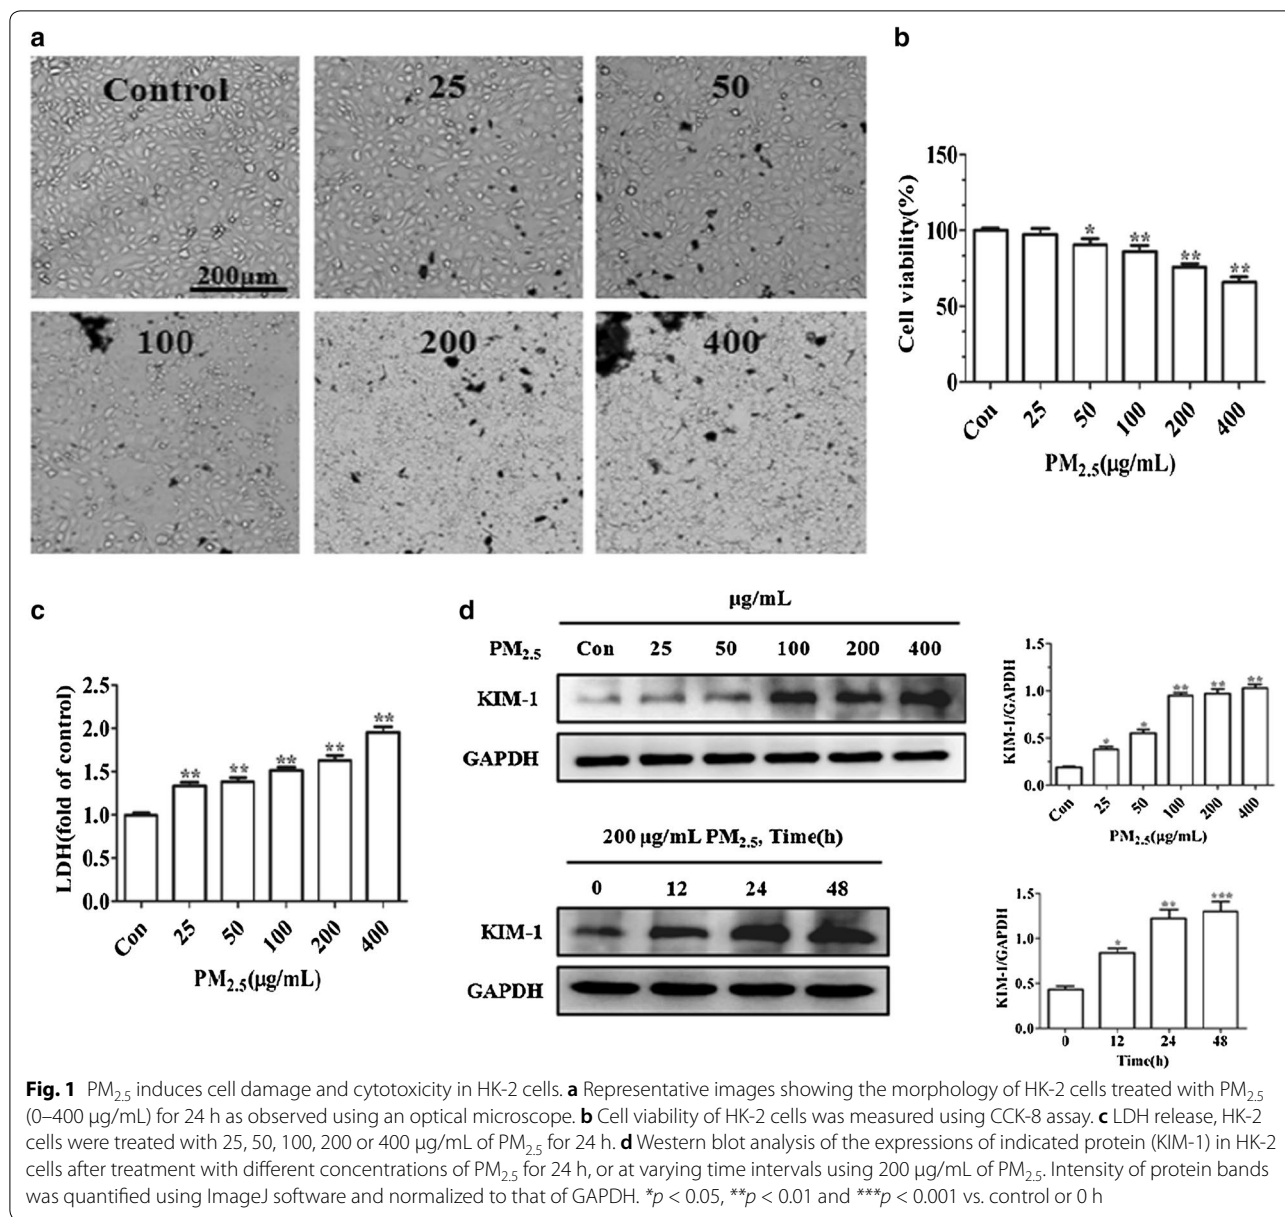 a
Control
25
50
200μm
100
200
400
b
150
100
50
0
Cell viability(%)
*
**
**
**
Con
25
50
100
200
400
PM2.5(μg/mL)
c
2.5
2.0
1.5
1.0
0.5
0.0
LDH(fold of control)
**
**
**
**
**
Con
25
50
100
200
400
PM2.5(μg/mL)
d
μg/mL
PM2.5 Con 25 50 100 200 400
KIM-1
GAPDH
1.5
1.0
0.5
0.0
KIM-1/GAPDH
*
*
**
**
**
Con
25
50
100
200
400
PM2.5(μg/mL)
200 μg/mL PM2.5, Time(h)
0 12 24 48
KIM-1
GAPDH
1.5
1.0
0.5
0.0
KIM-1/GAPDH
*
**
***
0 12 24 48
Time(h)
Fig. 1 PM2.5 induces cell damage and cytotoxicity in HK-2 cells. a Representative images showing the morphology of HK-2 cells treated with PM2.5
(0–400 μg/mL) for 24 h as observed using an optical microscope. b Cell viability of HK-2 cells was measured using CCK-8 assay. c LDH release, HK-2
cells were treated with 25, 50, 100, 200 or 400 μg/mL of PM2.5 for 24 h. d Western blot analysis of the expressions of indicated protein (KIM-1) in HK-2
cells after treatment with different concentrations of PM2.5 for 24 h, or at varying time intervals using 200 μg/mL of PM2.5. Intensity of protein bands
was quantified using ImageJ software and normalized to that of GAPDH. *p < 0.05, **p < 0.01 and ***p < 0.001 vs. control or 0 h